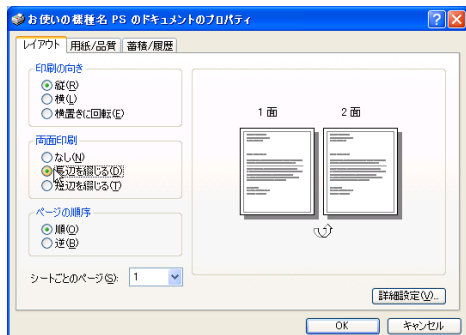 お使いの機種名 PS のドキュメントのプロパティ
レイアウト 用紙/品質 蓄積/履歴
印刷の向き
縦(R)
横(L)
横置きに回転(E)
両面印刷
なし(N)
長辺を綴じる(D)
短辺を綴じる(T)
ページの順序
順(O)
逆(B)
シートごとのページ(S): 1
1 面 2 面
詳細設定(V)...
OK キャンセル